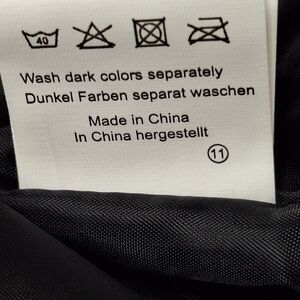 40
Wash dark colors separately
Dunkel Farben separat waschen
Made in China
In China hergestellt
11